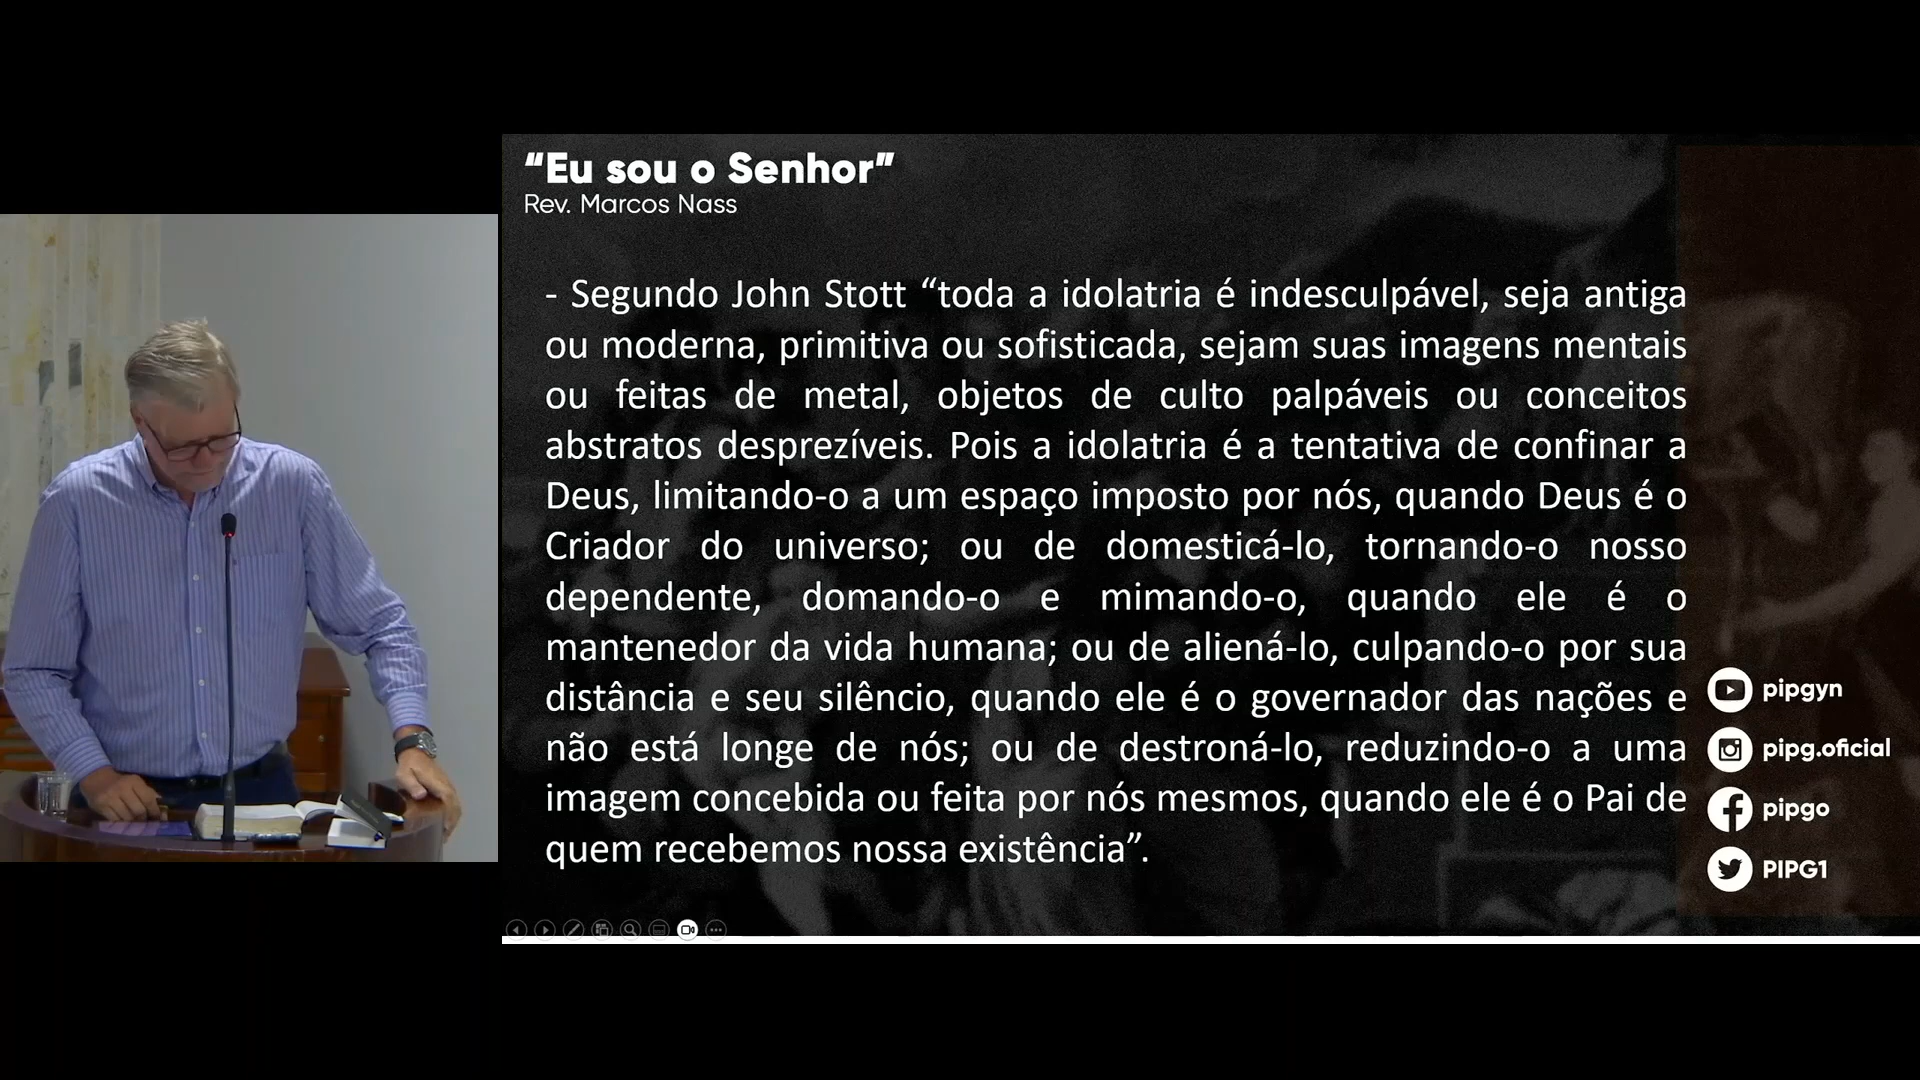 “Eu sou o Senhor”
Rev. Marcos Nass
- Segundo John Stott “toda a idolatria é indesculpável, seja antiga
ou moderna, primitiva ou sofisticada, sejam suas imagens mentais
ou feitas de metal, objetos de culto palpáveis ou conceitos
abstratos desprezíveis. Pois a idolatria é a tentativa de confinar a
Deus, limitando-o a um espaço imposto por nós, quando Deus é o
Criador do universo; ou de domesticá-lo, tornando-o nosso
dependente, domando-o e mimando-o, quando ele é o
mantenedor da vida humana; ou de aliená-lo, culpando-o por sua
distância e seu silêncio, quando ele é o governador das nações e
não está longe de nós; ou de destroná-lo, reduzindo-o a uma
imagem concebida ou feita por nós mesmos, quando ele é o Pai de
quem recebemos nossa existência”.
pipgyn
pipg.oficial
pipgo
PIPG1